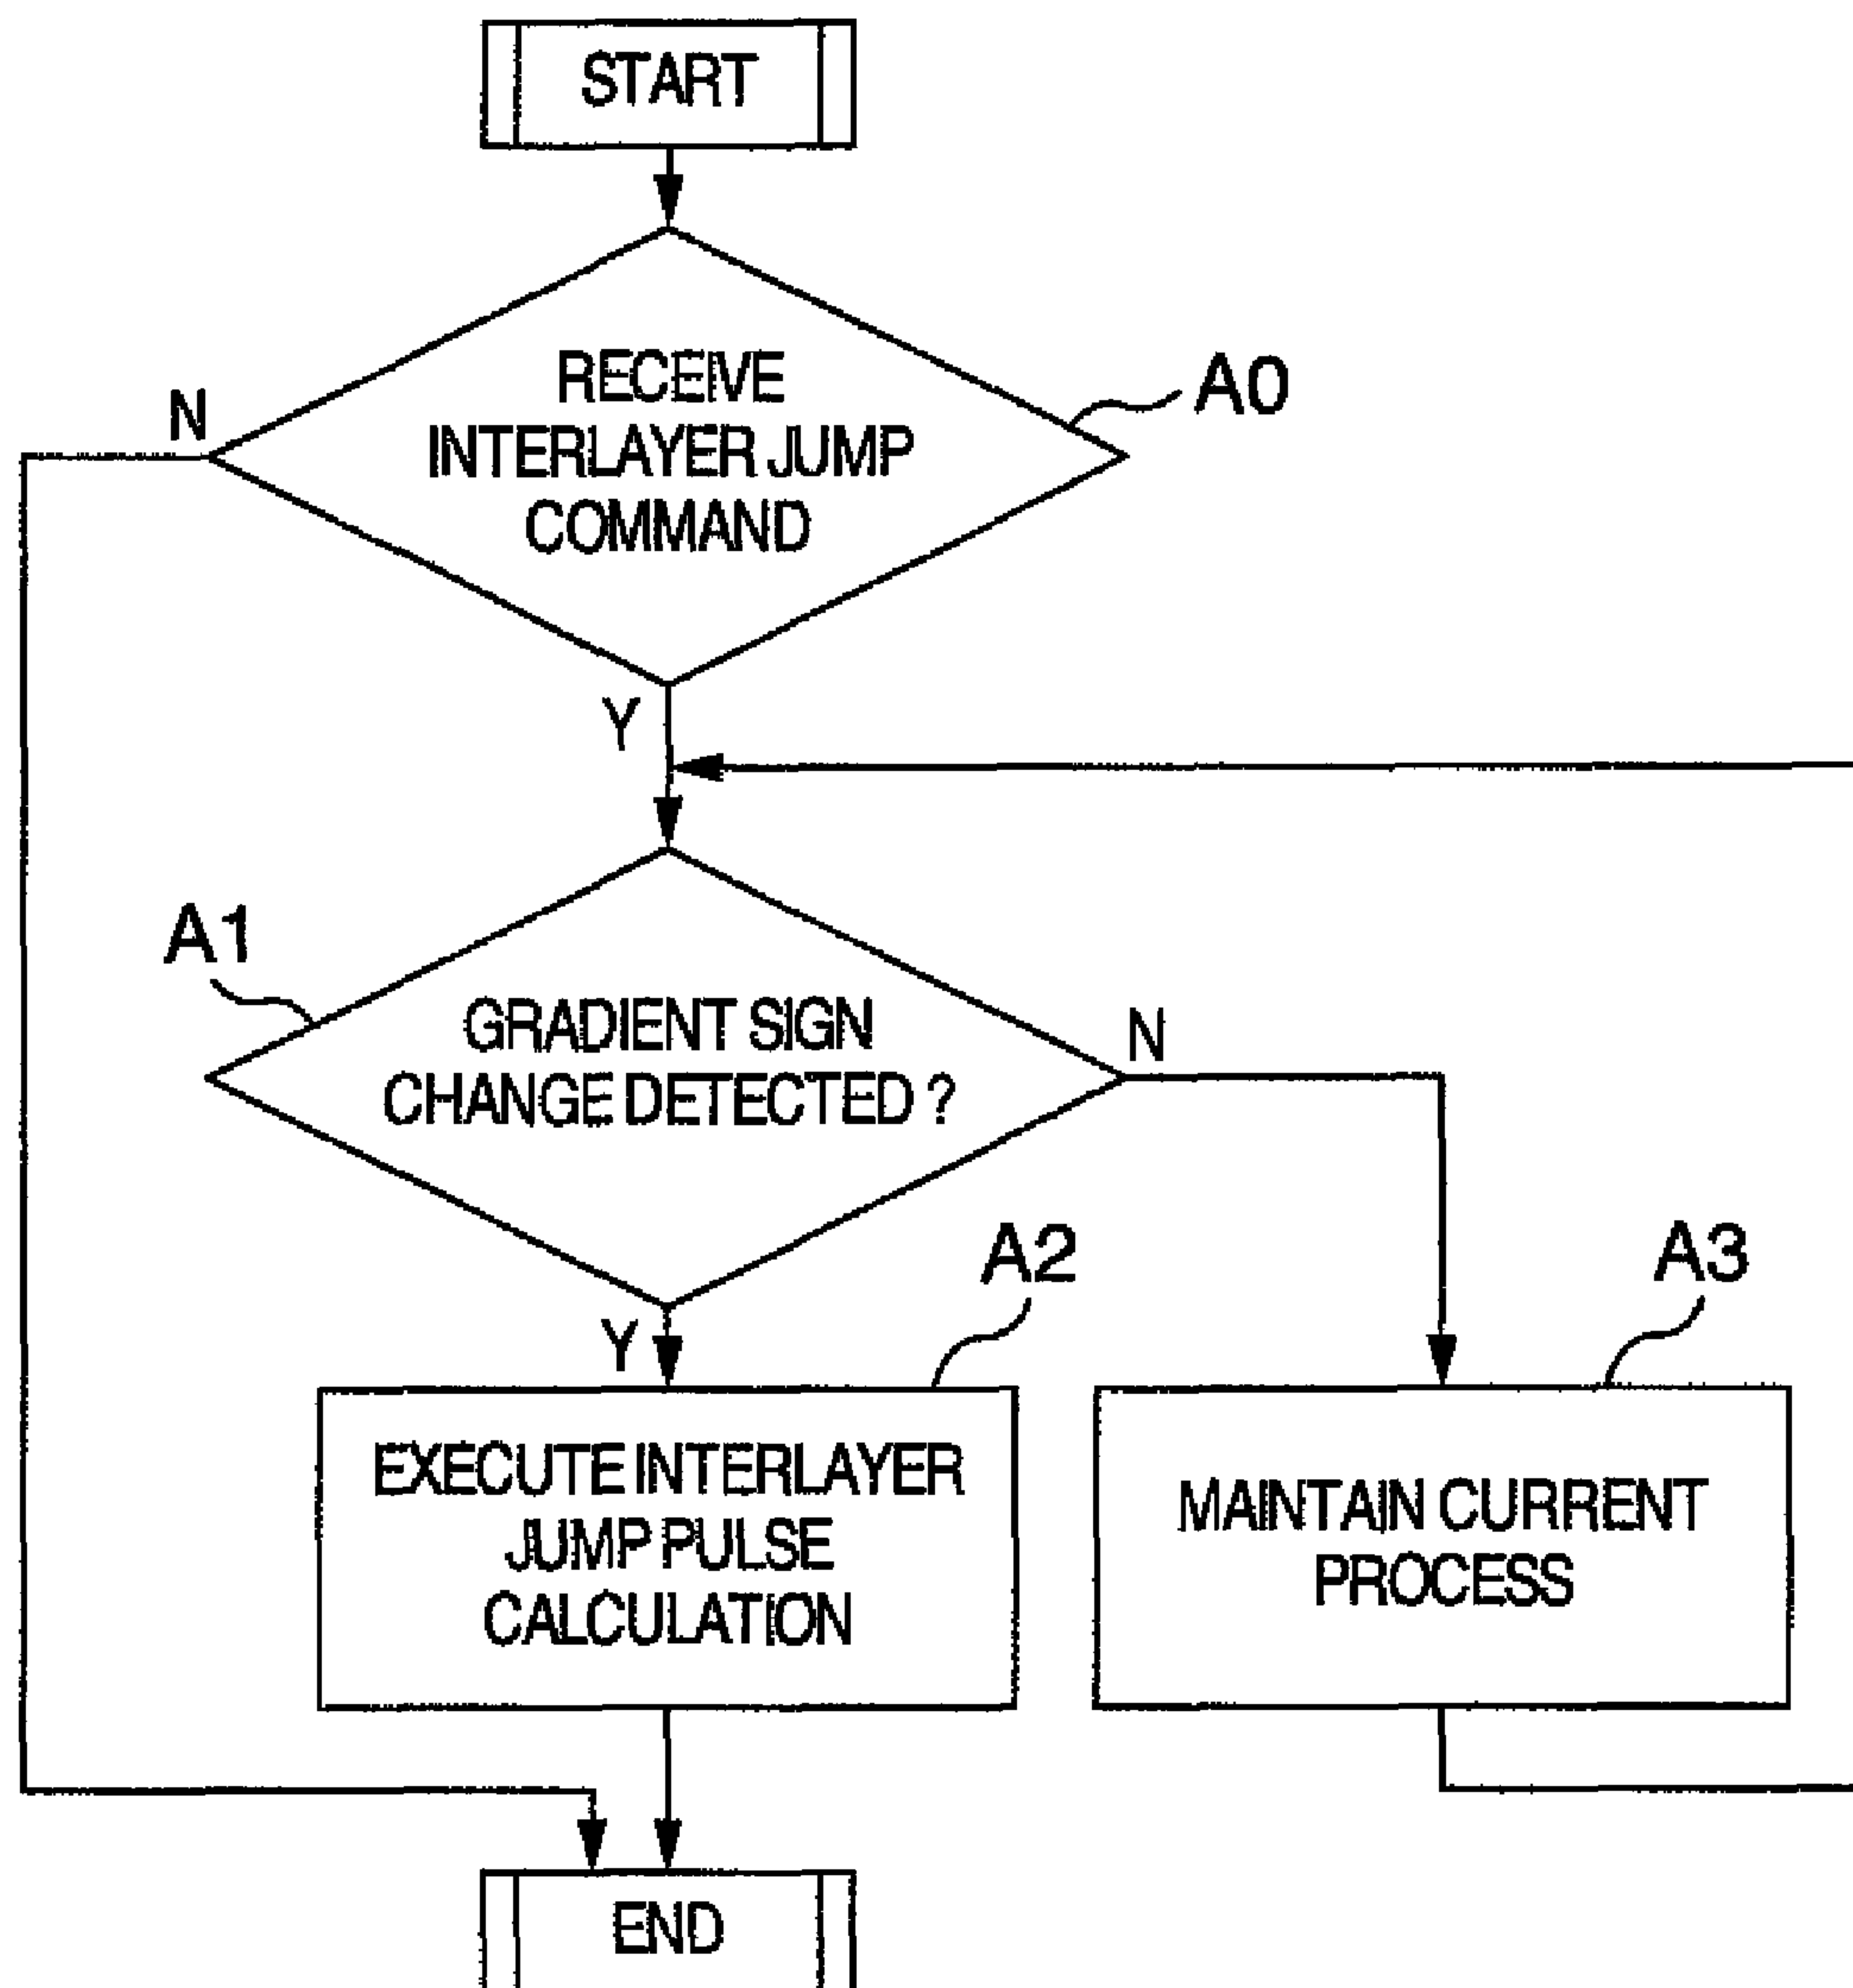 START
RECEIVE
INTERLAYER JUMP
COMMAND
A0
N
Y
A1
GRADIENT SIGN
CHANGE DETECTED ?
N
Y
A2
A3
EXECUTE INTERLAYER
JUMP PULSE
CALCULATION
MAINTAIN CURRENT
PROCESS
END